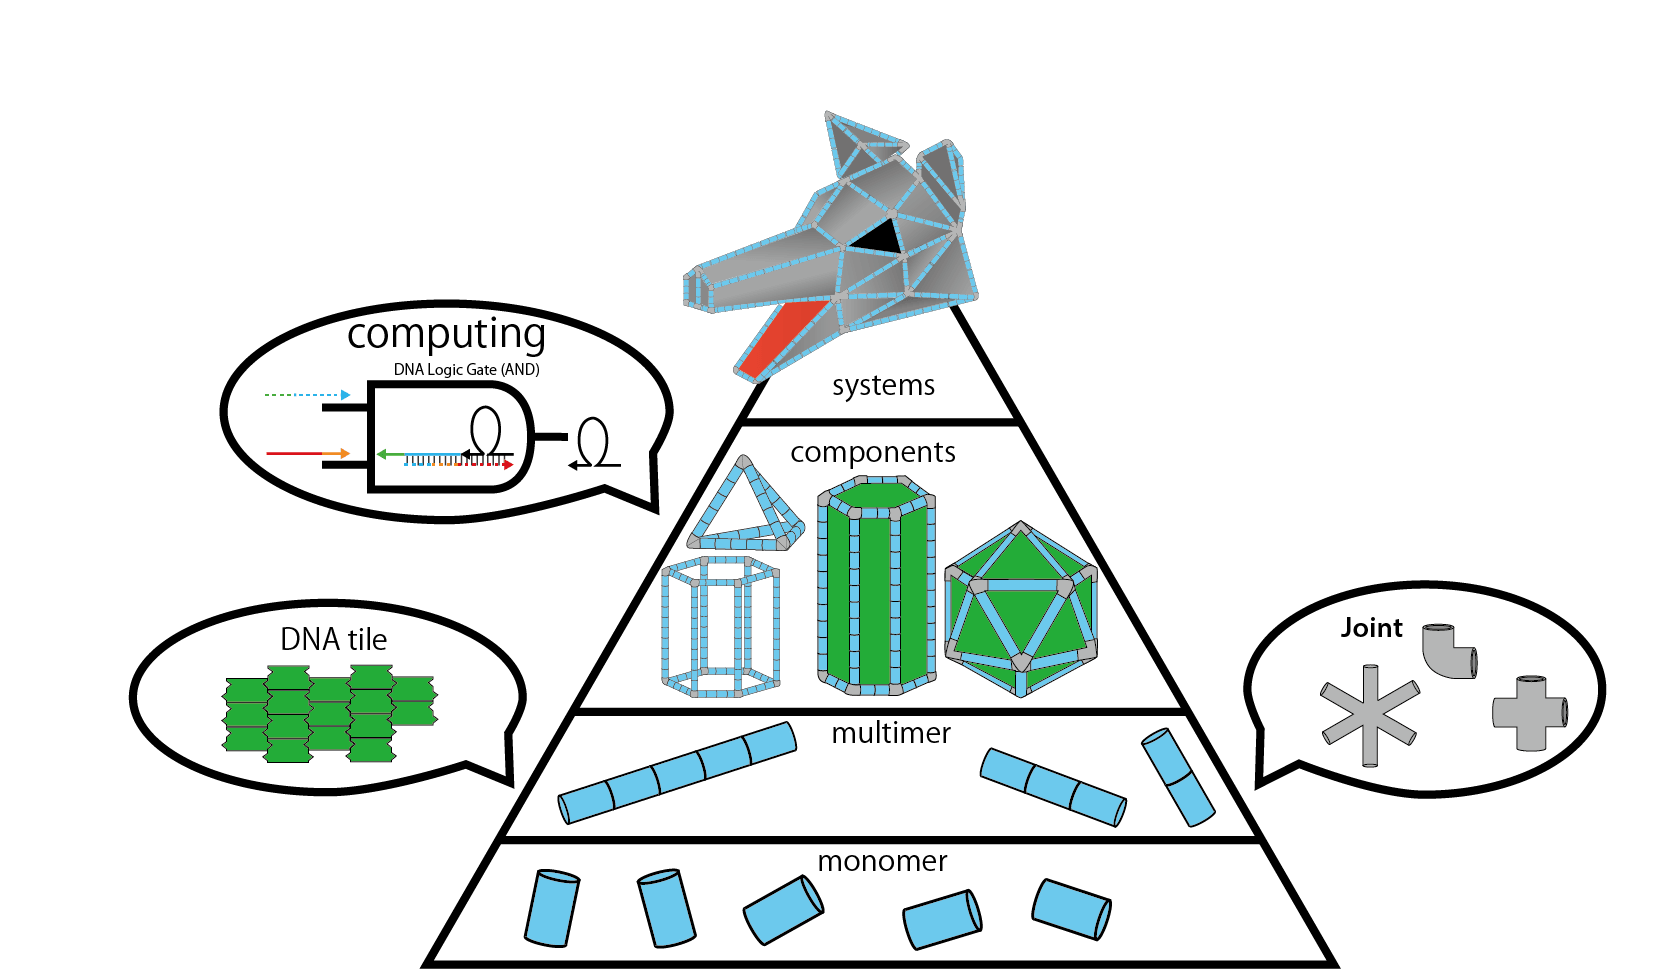 computing
DNA Logic Gate (AND)
systems
components
DNA tile
Joint
multimer
monomer